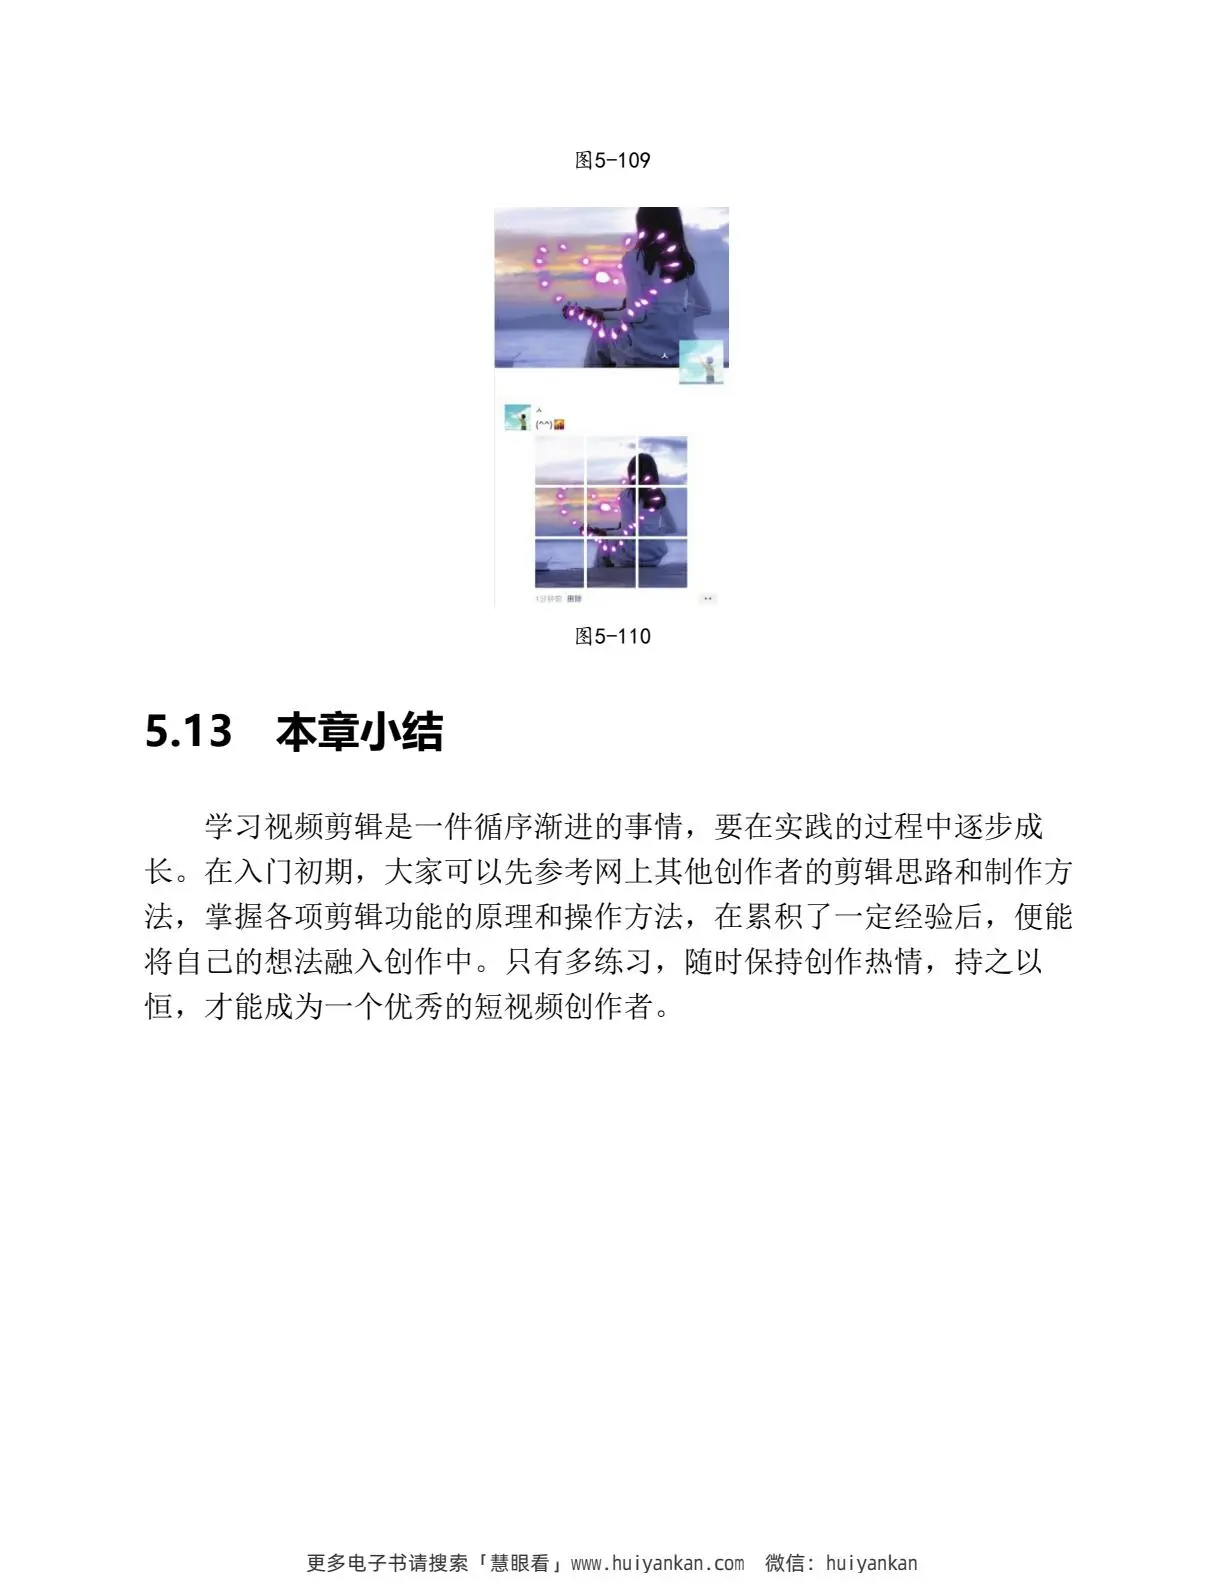 图5-109
人
人
(^^)
1分钟前 删除
图5-110
5.13 本章小结
学习视频剪辑是一件循序渐进的事情，要在实践的过程中逐步成
长。在入门初期，大家可以先参考网上其他创作者的剪辑思路和制作方
法，掌握各项剪辑功能的原理和操作方法，在累积了一定经验后，便能
将自己的想法融入创作中。只有多练习，随时保持创作热情，持之以
恒，才能成为一个优秀的短视频创作者。
更多电子书请搜索「慧眼看」www.huiyankan.com 微信：huiyankan